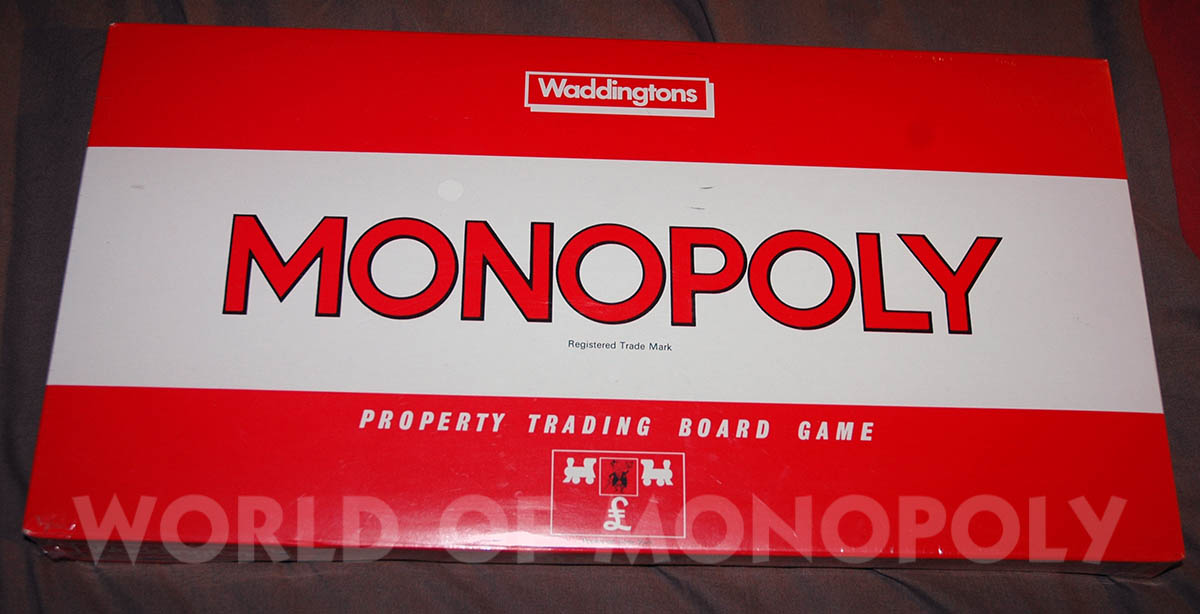 Waddingtons
MONOPOLY
Registered Trade Mark
PROPERTY TRADING BOARD GAME
£
WORLD OF MONOPOLY